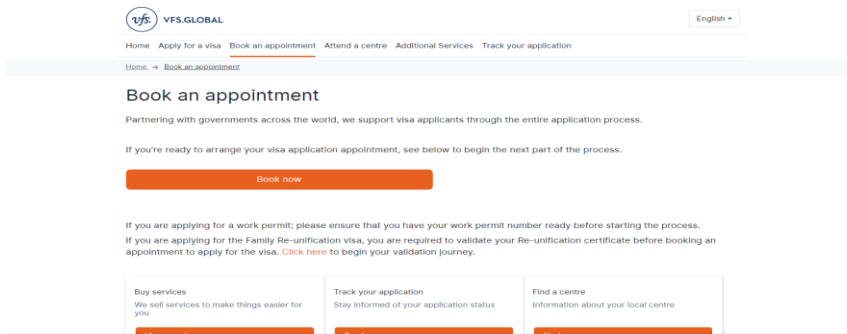 vfs. VFS.GLOBAL
English
Home Apply for a visa Book an appointment Attend a centre Additional Services Track your application
Home → Book an appointment
Book an appointment
Partnering with governments across the world, we support visa applicants through the entire application process.
If you're ready to arrange your visa application appointment, see below to begin the next part of the process.
Book now
If you are applying for a work permit; please ensure that you have your work permit number ready before starting the process.
If you are applying for the Family Re-unification visa, you are required to validate your Re-unification certificate before booking an
appointment to apply for the visa. Click here to begin your validation journey.
Buy services
We sell services to make things easier for
you
Track your application
Stay informed of your application status
Find a centre
Information about your local centre